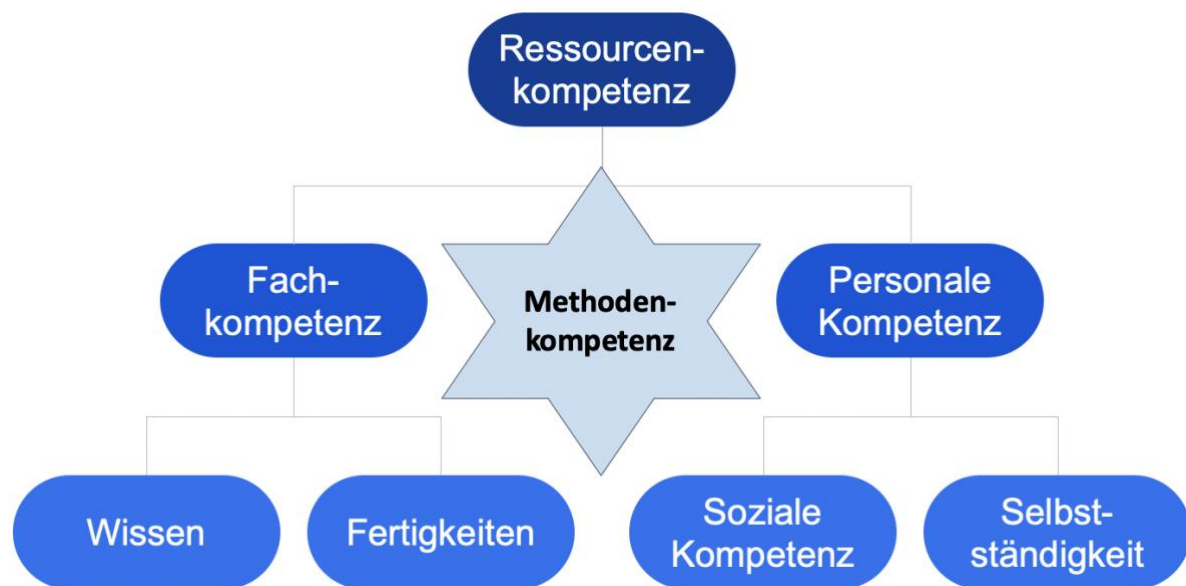 Ressourcen-
kompetenz
Fach-
kompetenz
Methoden-
kompetenz
Personale
Kompetenz
Wissen
Fertigkeiten
Soziale
Kompetenz
Selbst-
ständigkeit